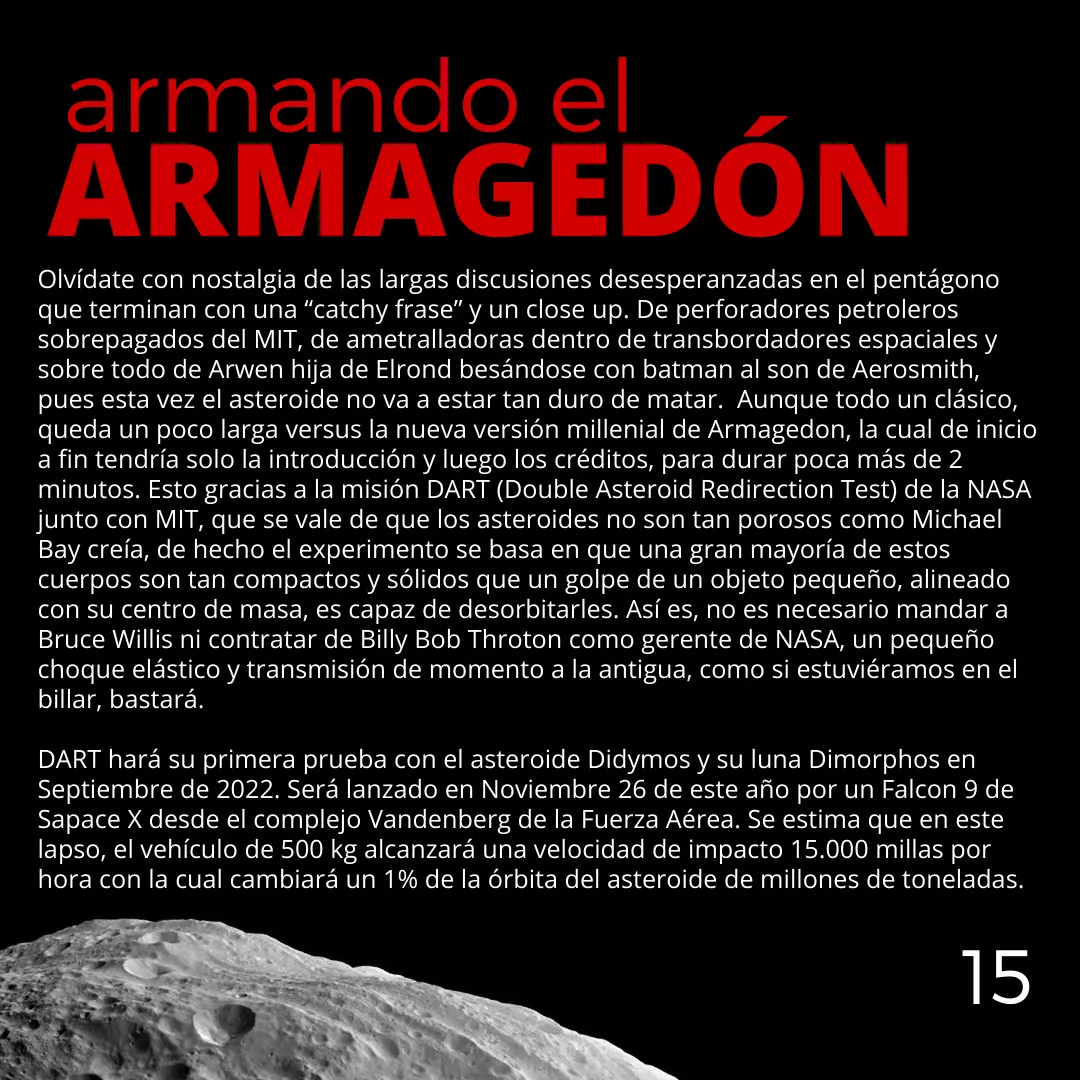 armando el
ARMAGEDÓN
Olvídate con nostalgia de las largas discusiones desesperanzadas en el pentágono
que terminan con una “catchy frase” y un close up. De perforadores petroleros
sobrepagados del MIT, de ametralladoras dentro de transbordadores espaciales y
sobre todo de Arwen hija de Elrond besándose con batman al son de Aerosmith,
pues esta vez el asteroide no va a estar tan duro de matar.  Aunque todo un clásico,
queda un poco larga versus la nueva versión millenial de Armagedon, la cual de inicio
a fin tendría solo la introducción y luego los créditos, para durar poca más de 2
minutos. Esto gracias a la misión DART (Double Asteroid Redirection Test) de la NASA
junto con MIT, que se vale de que los asteroides no son tan porosos como Michael
Bay creía, de hecho el experimento se basa en que una gran mayoría de estos
cuerpos son tan compactos y sólidos que un golpe de un objeto pequeño, alineado
con su centro de masa, es capaz de desorbitarles. Así es, no es necesario mandar a
Bruce Willis ni contratar de Billy Bob Throton como gerente de NASA, un pequeño
choque elástico y transmisión de momento a la antigua, como si estuviéramos en el
billar, bastará.
DART hará su primera prueba con el asteroide Didymos y su luna Dimorphos en
Septiembre de 2022. Será lanzado en Noviembre 26 de este año por un Falcon 9 de
Sapace X desde el complejo Vandenberg de la Fuerza Aérea. Se estima que en este
lapso, el vehículo de 500 kg alcanzará una velocidad de impacto 15.000 millas por
hora con la cual cambiará un 1% de la órbita del asteroide de millones de toneladas.
15